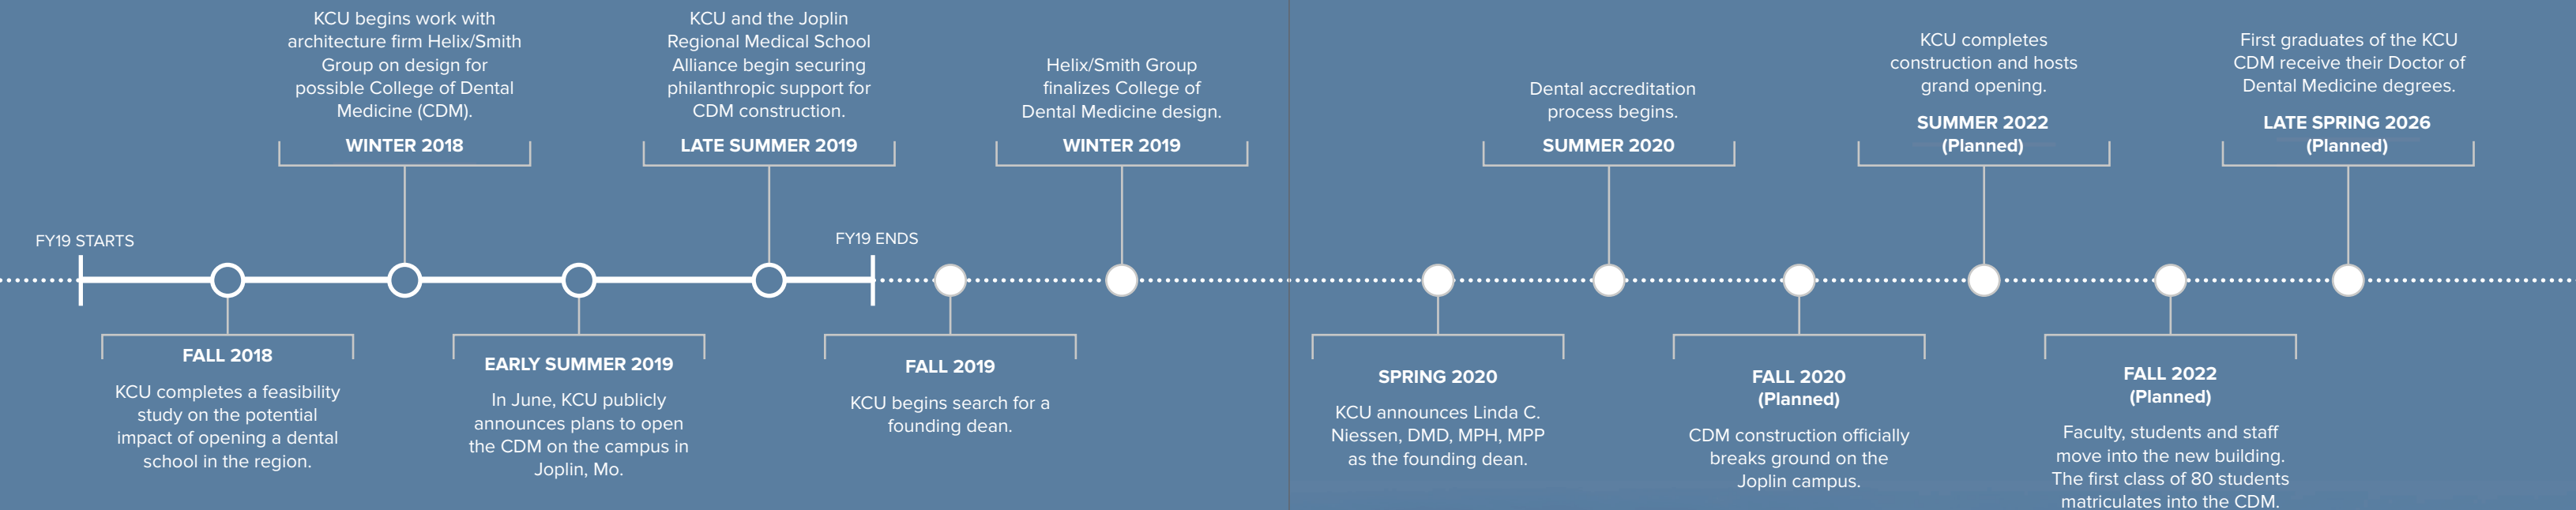 KCU begins work with
architecture firm Helix/Smith
Group on design for
possible College of Dental
Medicine (CDM).
WINTER 2018
KCU and the Joplin
Regional Medical School
Alliance begin securing
philanthropic support for
CDM construction.
LATE SUMMER 2019
Helix/Smith Group
finalizes College of
Dental Medicine design.
WINTER 2019
Dental accreditation
process begins.
SUMMER 2020
KCU completes
construction and hosts
grand opening.
SUMMER 2022
(Planned)
First graduates of the KCU
CDM receive their Doctor of
Dental Medicine degrees.
LATE SPRING 2026
(Planned)
FY19 STARTS
FY19 ENDS
FALL 2018
KCU completes a feasibility
study on the potential
impact of opening a dental
school in the region.
EARLY SUMMER 2019
In June, KCU publicly
announces plans to open
the CDM on the campus in
Joplin, Mo.
FALL 2019
KCU begins search for a
founding dean.
SPRING 2020
KCU announces Linda C.
Niessen, DMD, MPH, MPP
as the founding dean.
FALL 2020
(Planned)
CDM construction officially
breaks ground on the
Joplin campus.
FALL 2022
(Planned)
Faculty, students and staff
move into the new building.
The first class of 80 students
matriculates into the CDM.